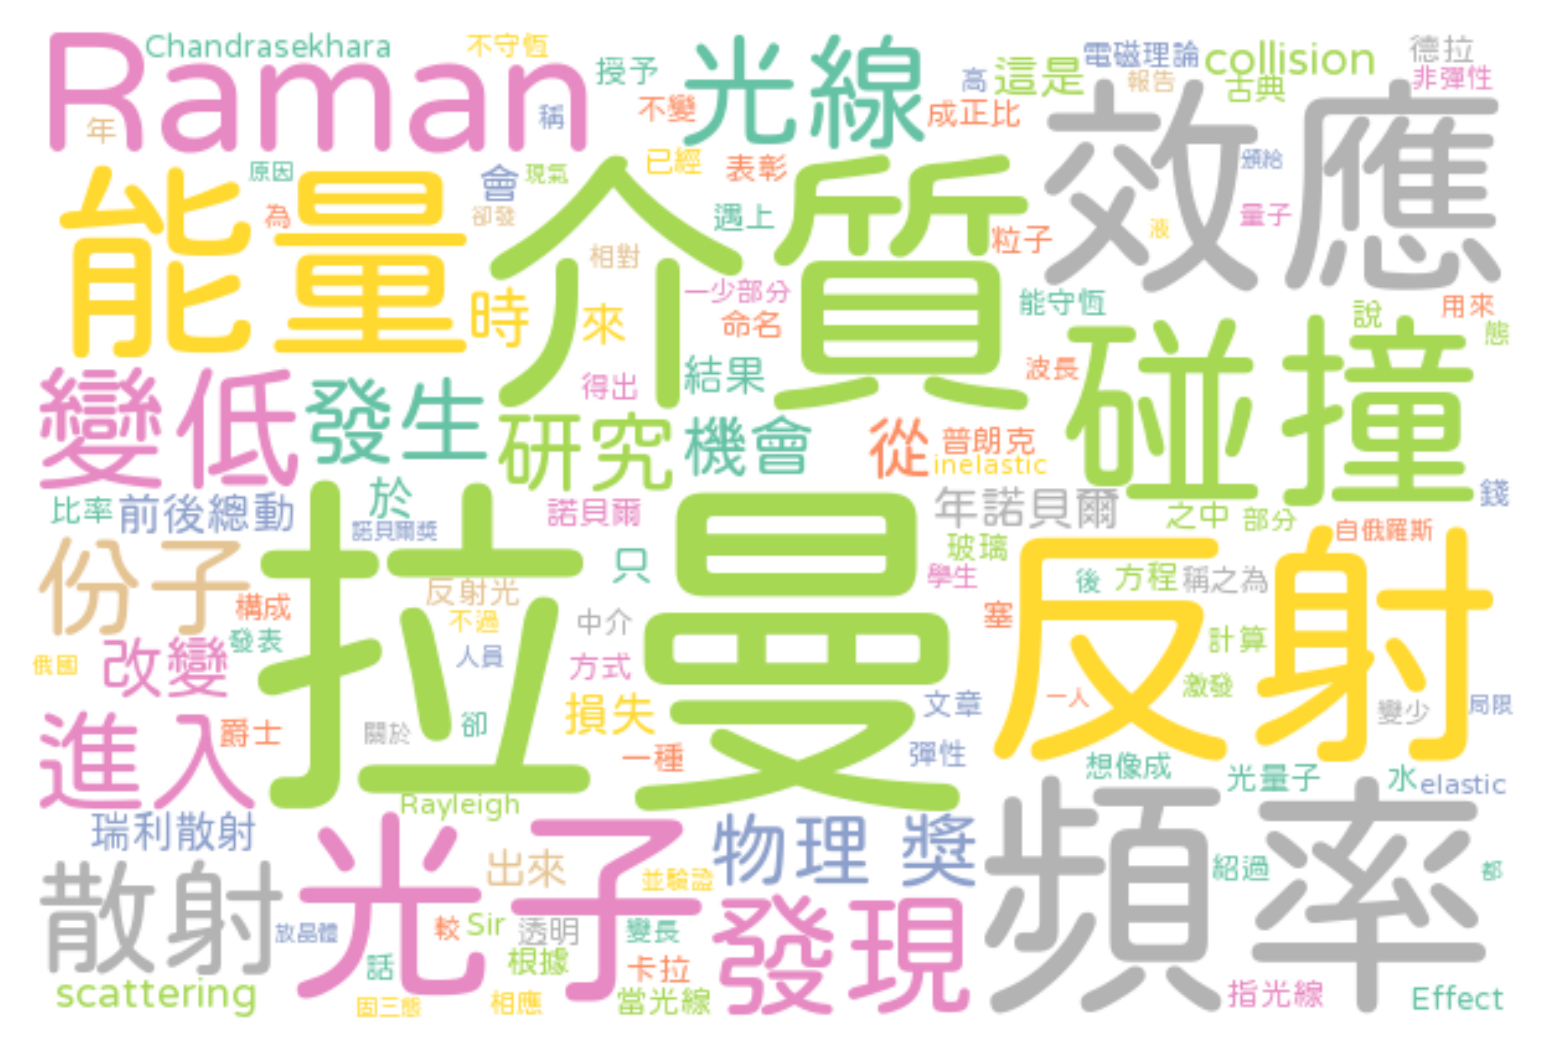 Raman
Chandrasekhara
不守恆
授予
光線
高
這是
電磁理論
collision
德拉
非彈性
報告
古典
年
稱
不變
成正比
效應
原因
會
現氣
已經
表彰
頒給
能量
為
卻發
介質
遇上
粒子
液
量子
相對
一少部分
能守恆
時
來
命名
說
用來
態
碰撞
變低
發生
得出
結果
波長
研究
機會
從
普朗克
inelastic
比率
前後總動
於
諾貝爾獎
諾貝爾
年諾貝爾
之中
部分
錢
自俄羅斯
份子
拉曼
只
玻璃
反射
構成
反射光
學生
後
方程
稱之為
發表
不過
中介
塞
俄國
改變
人員
方式
計算
激發
進入
爵士
關於
卻
損失
文章
一人
變少
局限
一種
彈性
想像成
光量子
水
elastic
Rayleigh
瑞利散射
光子
物理
獎
頻率
散射
出來
並驗證
紹過
都
放晶體
較
Sir
透明
變長
發現
話
根據
卡拉
scattering
固三態
相應
當光線
指光線
Effect